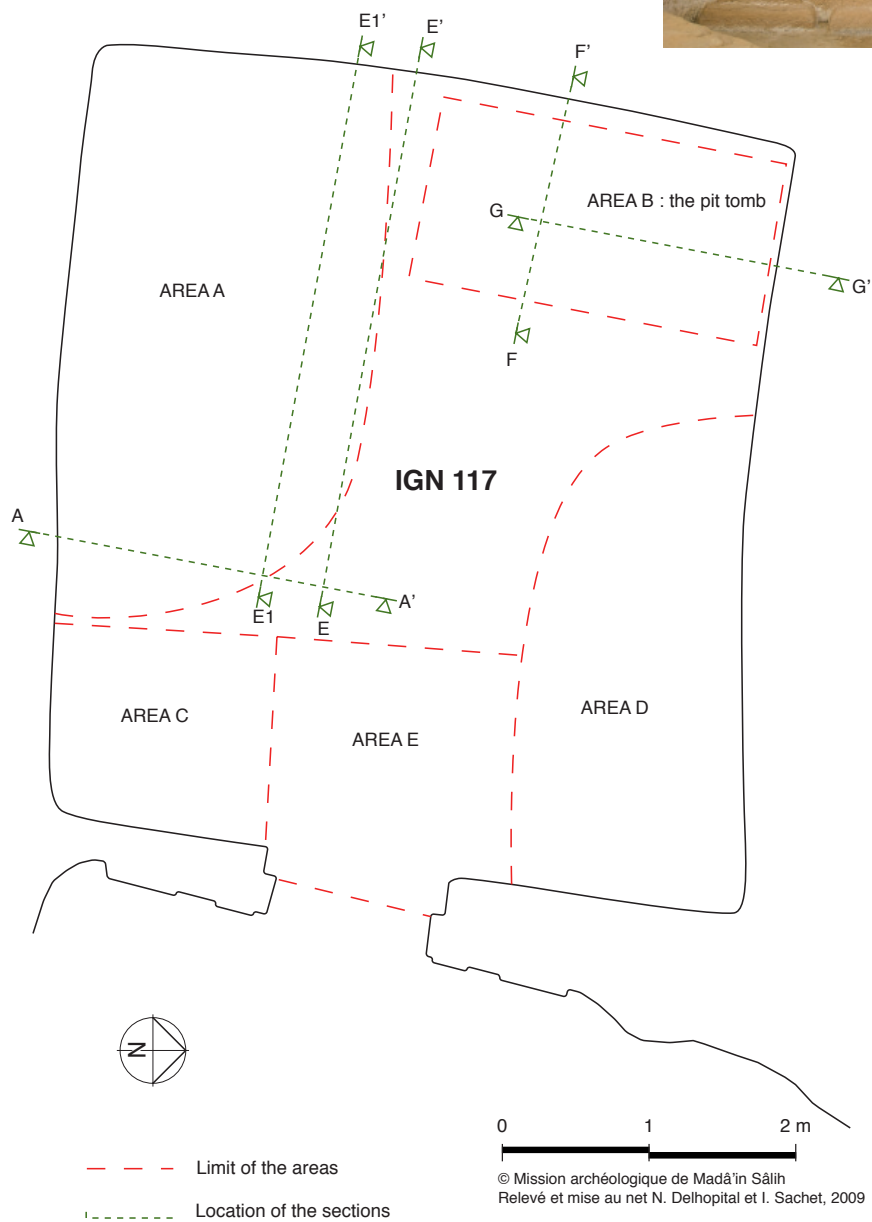 E1'
E'
F'
AREA B : the pit tomb
G
G'
AREA A
F
IGN 117
A
A'
E1
E
AREA C
AREA E
AREA D
N
0 1 2 m
Limit of the areas
© Mission archéologique de Madâ'in Sâlih
Relevé et mise au net N. Delhopital et I. Sachet, 2009
Location of the sections